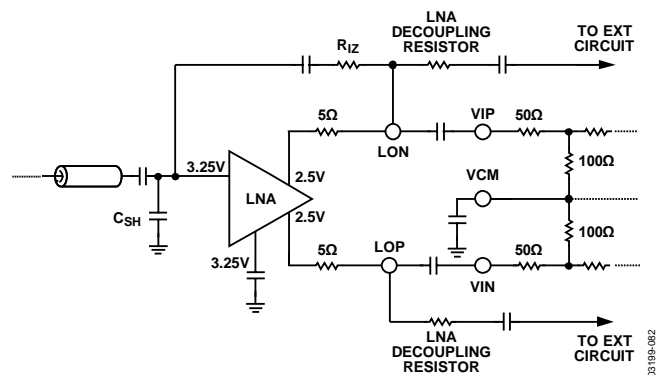 LNA
DECOUPLING
RESISTOR
TO EXT
CIRCUIT
RIZ
5Ω
LON
VIP
50Ω
100Ω
3.25V
2.5V
LNA
2.5V
VCM
CSH
3.25V
5Ω
LOP
VIN
50Ω
100Ω
LNA
DECOUPLING
RESISTOR
TO EXT
CIRCUIT
03199-082